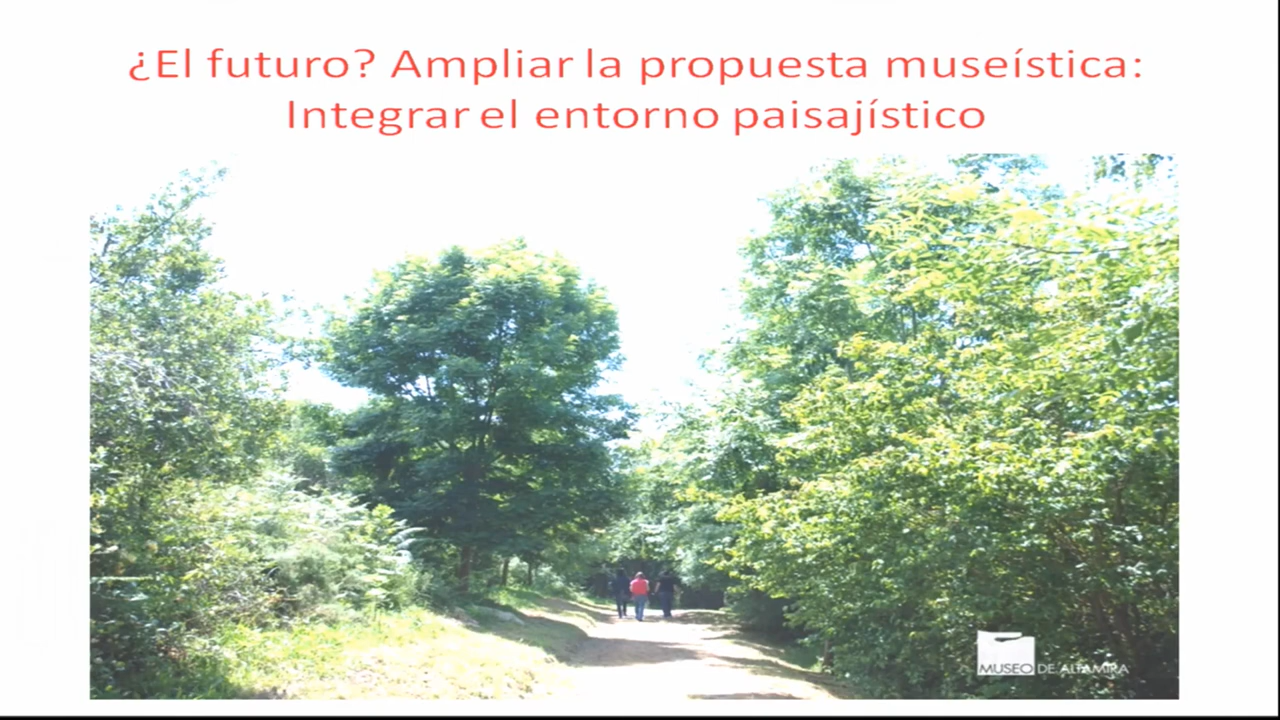 ¿El futuro? Ampliar la propuesta museística:
Integrar el entorno paisajístico
MUSEO DE ALTAMIRA